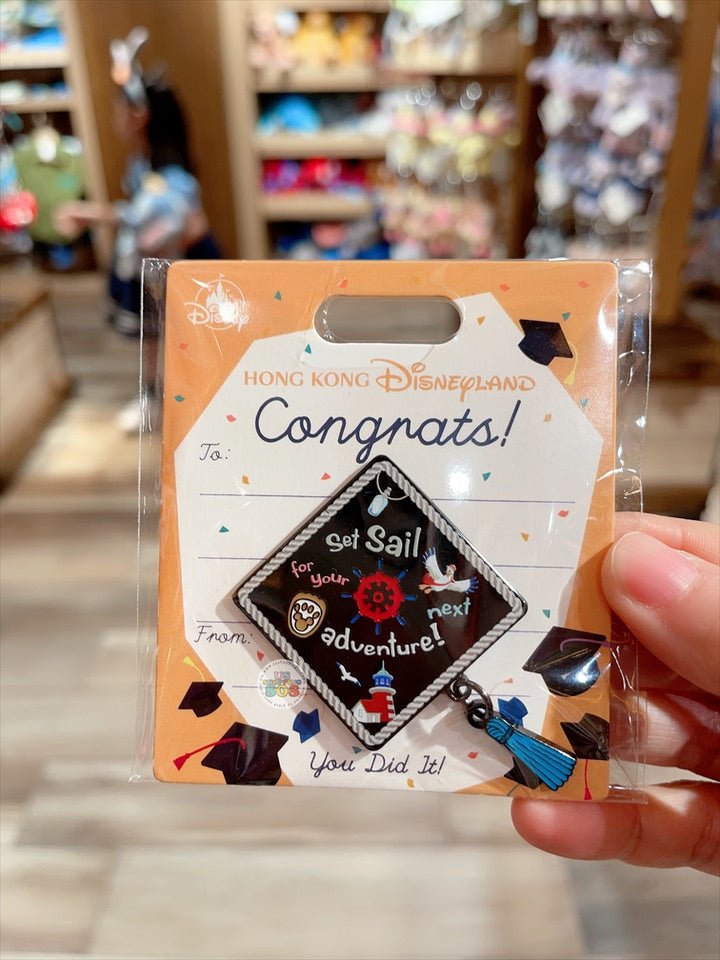 Disney
HONG KONG Disneyland
Congrats!
To:
set Sail
for your
next
adventure!
From:
You Did It!